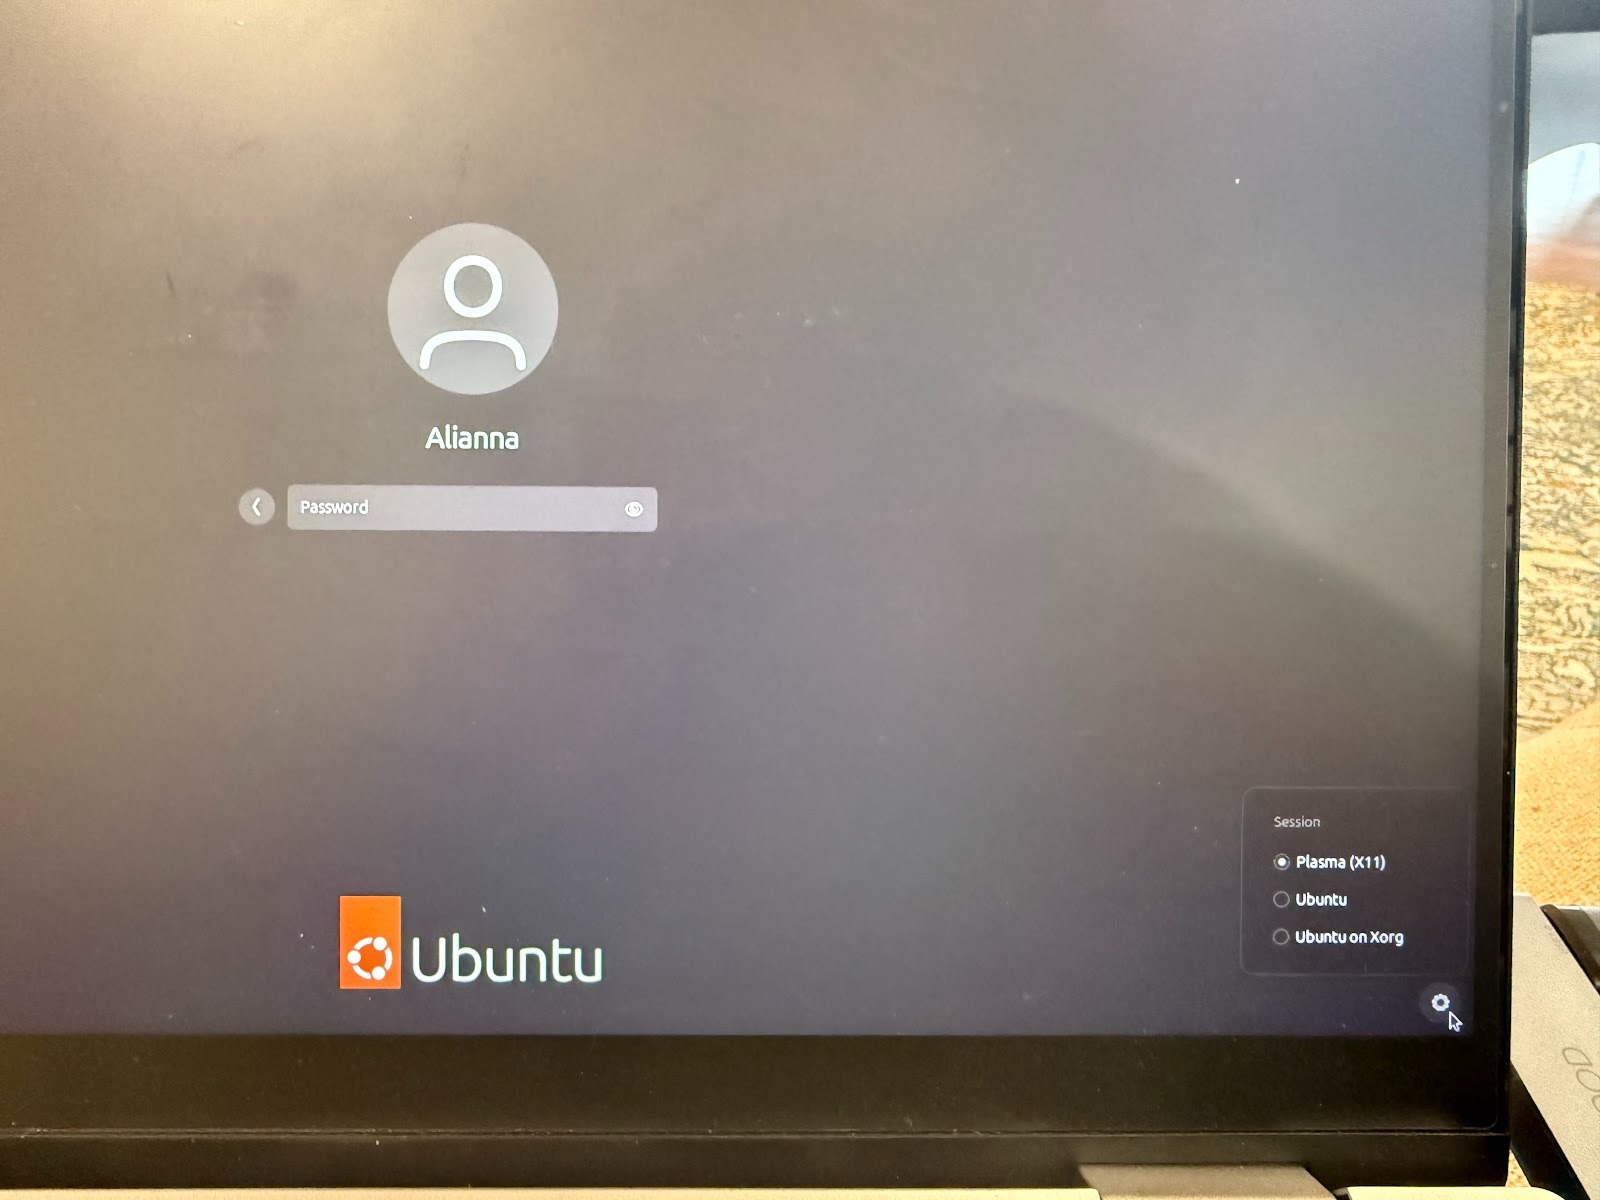 Alianna
Password
Session
Plasma (X11)
Ubuntu
Ubuntu on Xorg
Ubuntu